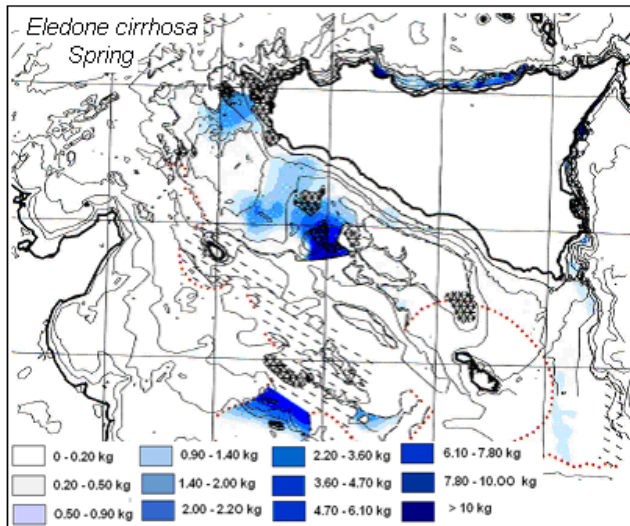 Eledone cirrhosa
Spring
0 - 0.20 kg
0.90 - 1.40 kg
2.20 - 3.60 kg
6.10 - 7.80 kg
0.20 - 0.50 kg
1.40 - 2.00 kg
3.60 - 4.70 kg
7.80 - 10.00 kg
0.50 - 0.90 kg
2.00 - 2.20 kg
4.70 - 6.10 kg
> 10 kg